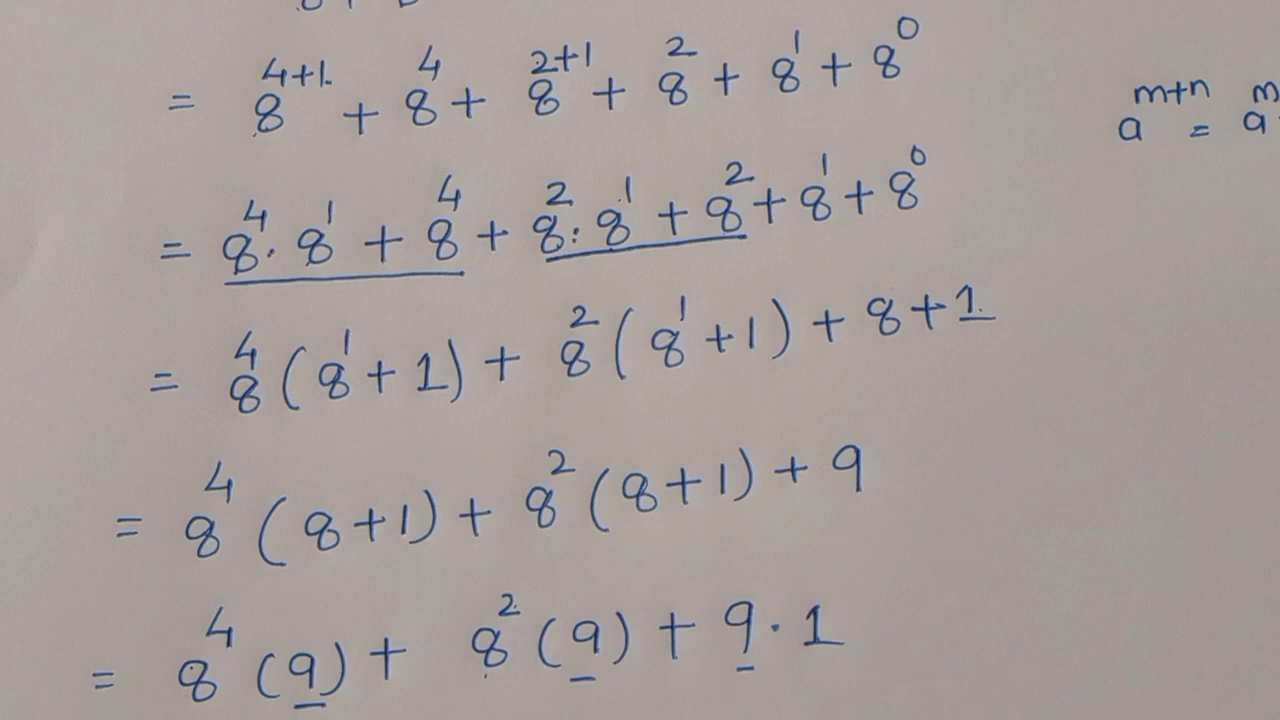 = 8^{4+1} + 8^4 + 8^{2+1} + 8^2 + 8^1 + 8^0
a^{m+n} = a^m
= 8^4 · 8^1 + 8^4 + 8^2 · 8^1 + 8^2 + 8^1 + 8^0
= 8^4 (8^1 + 1) + 8^2 (8^1 + 1) + 8 + 1
= 8^4 (8 + 1) + 8^2 (8 + 1) + 9
= 8^4 (9) + 8^2 (9) + 9 · 1